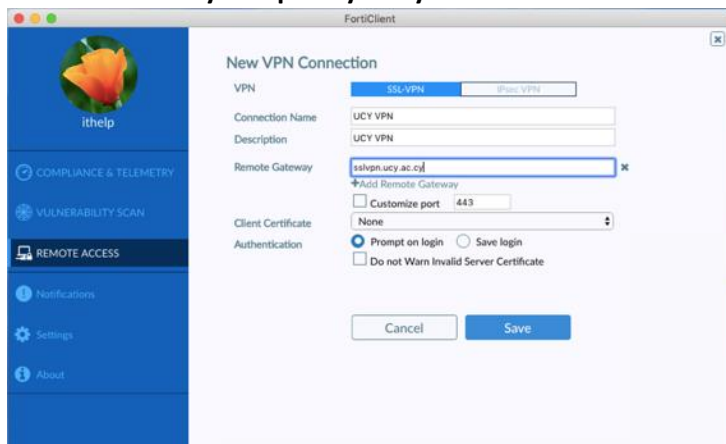 FortiClient
ithelp
COMPLIANCE & TELEMETRY
VULNERABILITY SCAN
REMOTE ACCESS
Notifications
Settings
About
New VPN Connection
VPN SSL-VPN IPsec VPN
Connection Name UCY VPN
Description UCY VPN
Remote Gateway sslvpn.ucy.ac.cy
+Add Remote Gateway
Customize port 443
Client Certificate None
Authentication Prompt on login Save login
Do not Warn Invalid Server Certificate
Cancel Save